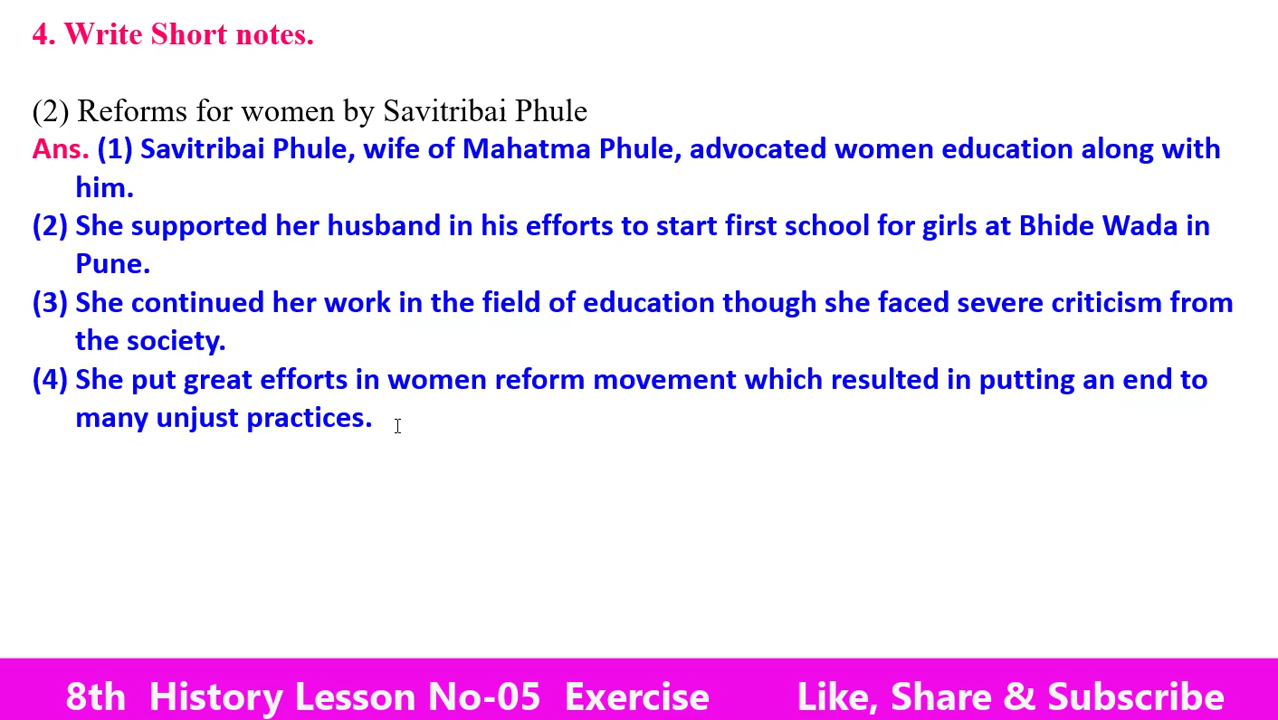 4. Write Short notes.
(2) Reforms for women by Savitribai Phule
Ans. (1) Savitribai Phule, wife of Mahatma Phule, advocated women education along with
him.
(2) She supported her husband in his efforts to start first school for girls at Bhide Wada in
Pune.
(3) She continued her work in the field of education though she faced severe criticism from
the society.
(4) She put great efforts in women reform movement which resulted in putting an end to
many unjust practices.
8th History Lesson No-05 Exercise Like, Share & Subscribe